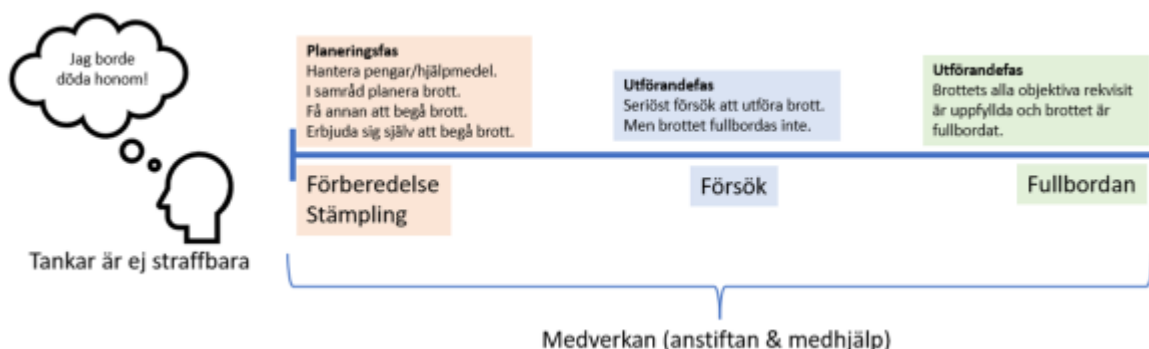 Jag borde
döda honom!
Planeringsfas
Hantera pengar/hjälpmedel.
I samråd planera brott.
Få annan att begå brott.
Erbjuda sig själv att begå brott.
Utförandefas
Seriöst försök att utföra brott.
Men brottet fullbordas inte.
Utförandefas
Brottets alla objektiva rekvisit
är uppfyllda och brottet är
fullbordat.
Förberedelse
Stämpling
Försök
Fullbordan
Tankar är ej straffbara
Medverkan (anstiftan & medhjälp)